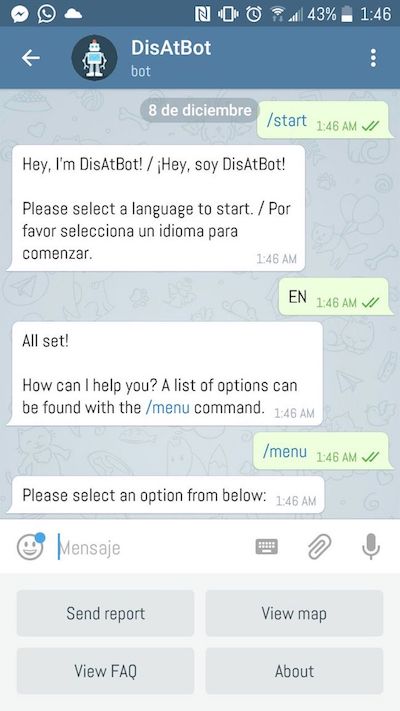 43% 1:46
DisAtBot
bot
8 de diciembre
/start 1:46 AM
Hey, I'm DisAtBot! / ¡Hey, soy DisAtBot!
Please select a language to start. / Por
favor selecciona un idioma para
comenzar.
1:46 AM
EN 1:46 AM
All set!
How can I help you? A list of options can
be found with the /menu command. 1:46 AM
/menu 1:46 AM
Please select an option from below: 1:46 AM
Mensaje
Send report View map
View FAQ About